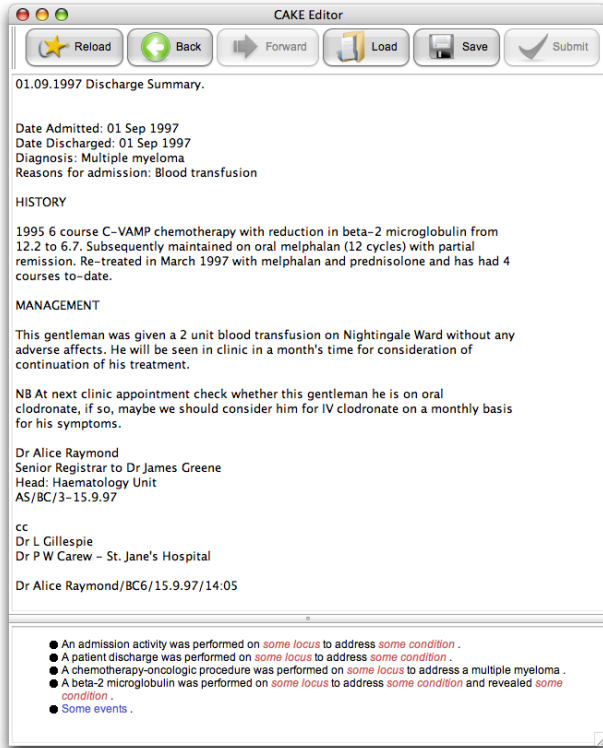 CAKE Editor
Reload
Back
Forward
Load
Save
Submit
01.09.1997 Discharge Summary.
Date Admitted: 01 Sep 1997
Date Discharged: 01 Sep 1997
Diagnosis: Multiple myeloma
Reasons for admission: Blood transfusion
HISTORY
1995 6 course C-VAMP chemotherapy with reduction in beta-2 microglobulin from
12.2 to 6.7. Subsequently maintained on oral melphalan (12 cycles) with partial
remission. Re-treated in March 1997 with melphalan and prednisolone and has had 4
courses to-date.
MANAGEMENT
This gentleman was given a 2 unit blood transfusion on Nightingale Ward without any
adverse affects. He will be seen in clinic in a month's time for consideration of
continuation of his treatment.
NB At next clinic appointment check whether this gentleman he is on oral
clodronate, if so, maybe we should consider him for IV clodronate on a monthly basis
for his symptoms.
Dr Alice Raymond
Senior Registrar to Dr James Greene
Head: Haematology Unit
AS/BC/3-15.9.97
cc
Dr L Gillespie
Dr P W Carew - St. Jane's Hospital
Dr Alice Raymond/BC6/15.9.97/14:05
● An admission activity was performed on some locus to address some condition .
● A patient discharge was performed on some locus to address some condition .
● A chemotherapy-oncologic procedure was performed on some locus to address a multiple myeloma .
● A beta-2 microglobulin was performed on some locus to address some condition and revealed some
condition .
● Some events .